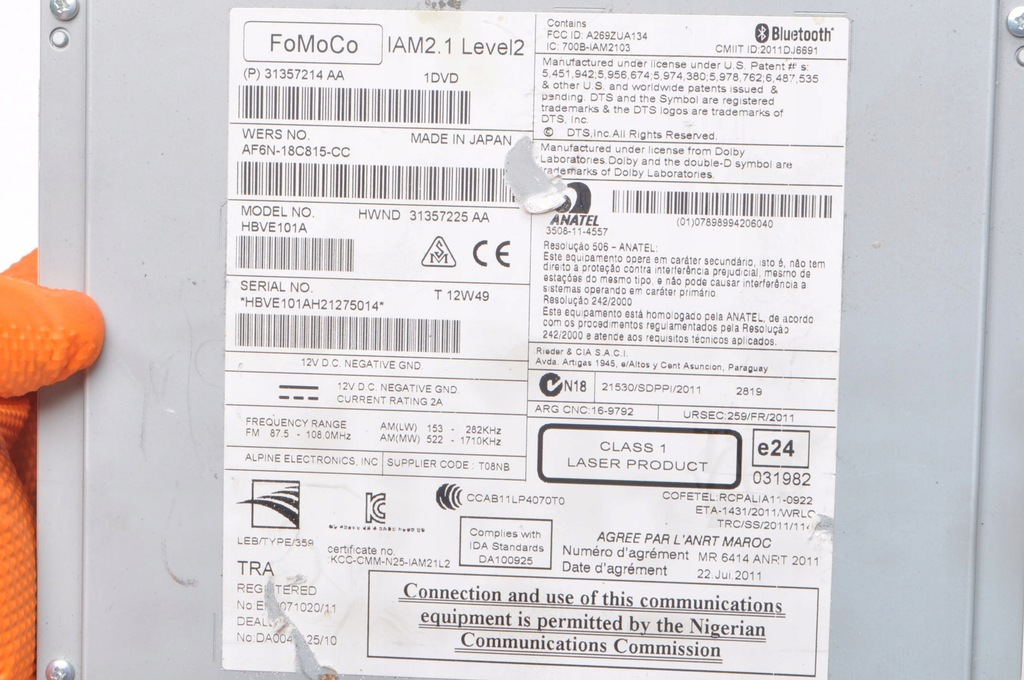 FoMoCo IAM2.1 Level2
(P) 31357214 AA 1DVD
WERS NO. MADE IN JAPAN
AF6N-18C815-CC
MODEL NO. HWND 31357225 AA
HBVE101A
CE
SERIAL NO. T 12W49
*HBVE101AH21275014*
12V D.C. NEGATIVE GND.
12V D.C. NEGATIVE GND.
CURRENT RATING 2A
FREQUENCY RANGE AM(LW) 153 - 282KHz
FM 87.5 - 108.0MHz AM(MW) 522 - 1710KHz
ALPINE ELECTRONICS, INC SUPPLIER CODE : T08NB
Contains
FCC ID: A269ZUA134 Bluetooth
IC: 700B-IAM2103 CMIIT ID:2011DJ6691
Manufactured under license under U.S. Patent #'s:
5,451,942;5,956,674;5,974,380;5,978,762;6,487,535
& other U.S. and worldwide patents issued &
pending. DTS and the Symbol are registered
trademarks & the DTS logos are trademarks of
DTS, Inc.
© DTS,Inc.All Rights Reserved.
Manufactured under license from Dolby
Laboratories.Dolby and the double-D symbol are
trademarks of Dolby Laboratories.
ANATEL
3508-11-4557 (01)07898994206040
Resolução 506 - ANATEL:
Este equipamento opera em caráter secundário, isto é, não tem
direito a proteção contra interferência prejudicial, mesmo de
estações do mesmo tipo, e não pode causar interferência a
sistemas operando em caráter primário.
Resolução 242/2000
Este equipamento está homologado pela ANATEL, de acordo
com os procedimentos regulamentados pela Resolução
242/2000 e atende aos requisitos técnicos aplicados.
Rieder & CIA S.A.C.I.
Avda. Artigas 1945, e/Altos y Cent Asuncion, Paraguay
N18 21530/SDPPI/2011 2819
ARG CNC:16-9792 URSEC:259/FR/2011
CLASS 1
LASER PRODUCT
e24
031982
CCAB11LP4070T0
COFETEL:RCPALIA11-0922
ETA-1431/2011/WRLO
LEB/TYPE/359
certificate no.
KCC-CMM-N25-IAM21L2
Complies with
IDA Standards
DA100925
AGREE PAR L'ANRT MAROC
Numéro d'agrément MR 6414 ANRT 2011
Date d'agrément 22.Jui.2011
TRA
REGISTERED
Connection and use of this communications
equipment is permitted by the Nigerian
Communications Commission